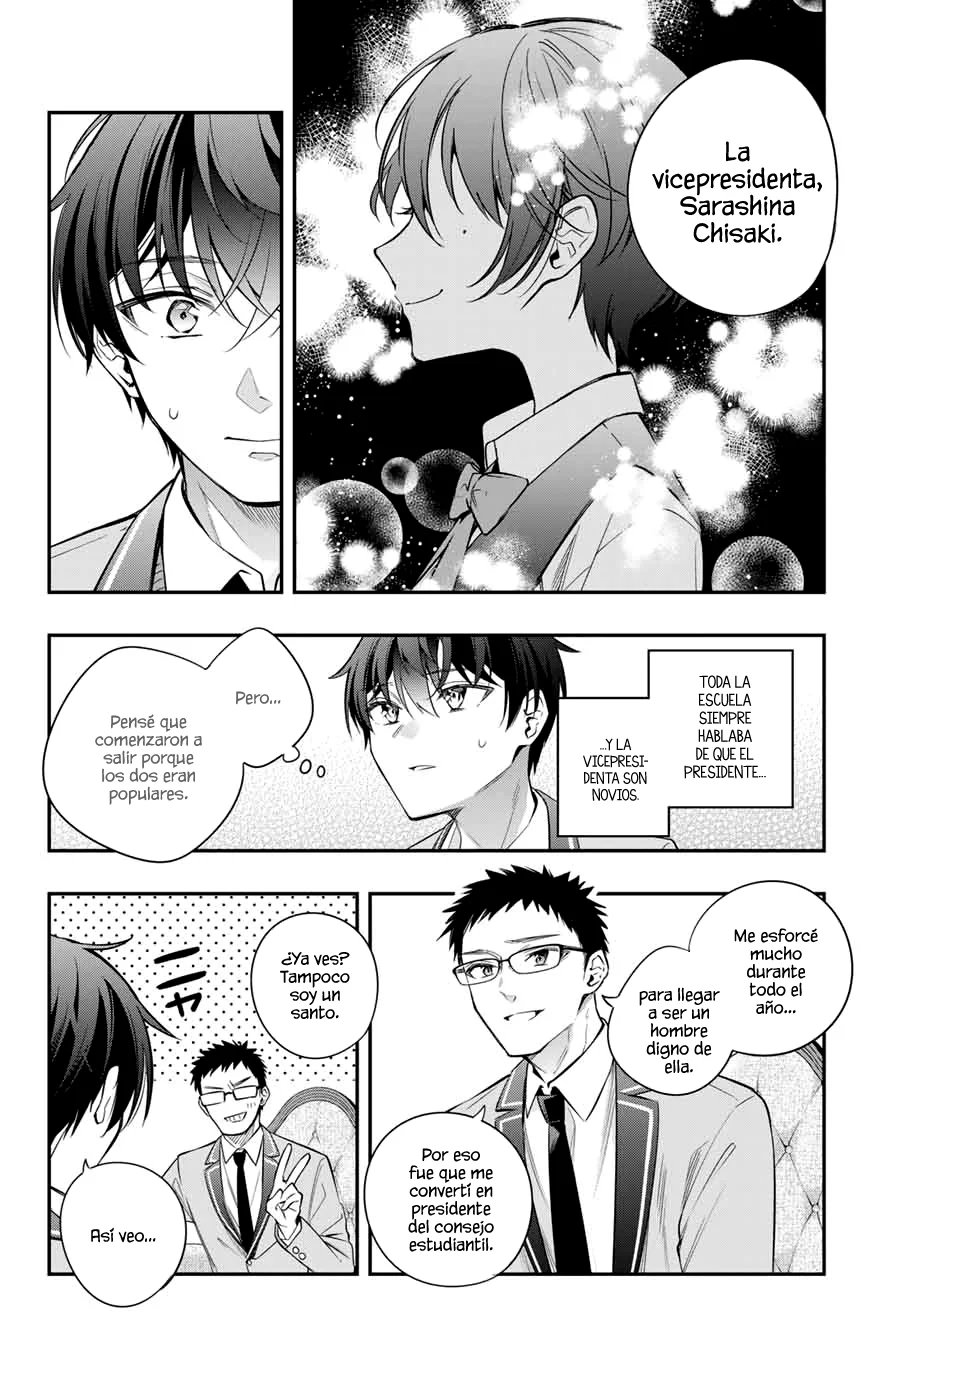 La
vicepresidenta,
Sarashina
Chisaki.
TODA LA
ESCUELA
SIEMPRE
HABLABA
DE QUE EL
PRESIDENTE...
...Y LA
VICEPRESI-
DENTA SON
NOVIOS.
Pero...
Pensé que
comenzaron a
salir porque
los dos eran
populares.
Me esforcé
mucho
durante
todo el
año...
para llegar
a ser un
hombre
digno de
ella.
Por eso
fue que me
convertí en
presidente
del consejo
estudiantil.
¿Ya ves?
Tampoco
soy un
santo.
ニヤ
Así veo...